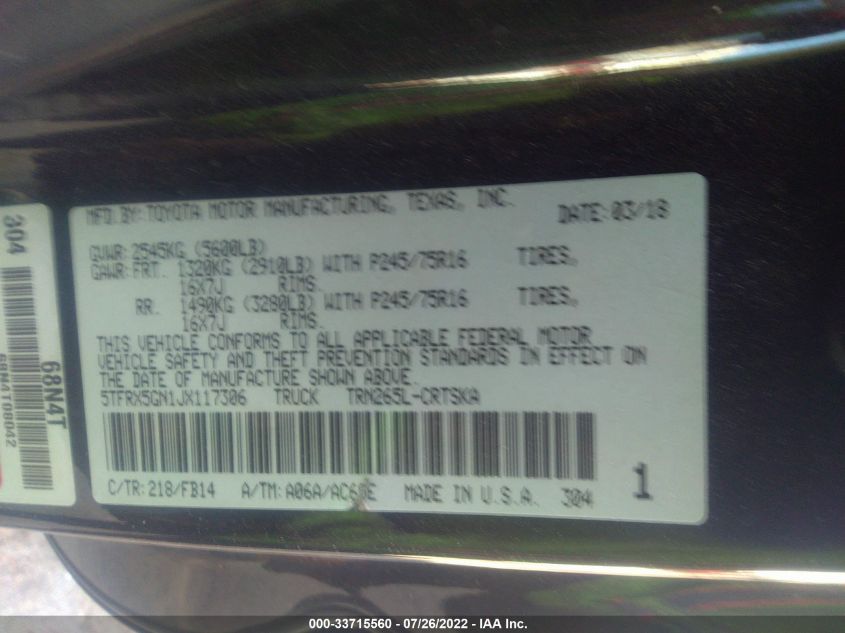 MFD.BY:TOYOTA MOTOR MANUFACTURING, TEXAS, INC. DATE:03/18
GVWR:2545KG (5600LB)
GAWR:FRT. 1320KG (2910LB) WITH P245/75R16 TIRES,
16X7J RIMS.
RR. 1490KG (3280LB) WITH P245/75R16 TIRES,
16X7J RIMS.
THIS VEHICLE CONFORMS TO ALL APPLICABLE FEDERAL MOTOR
VEHICLE SAFETY AND THEFT PREVENTION STANDARDS IN EFFECT ON
THE DATE OF MANUFACTURE SHOWN ABOVE.
5TFRX5GN1JX117306 TRUCK TRN265L-CRTSKA
C/TR:218/FB14 A/TM:A06A/AC60E MADE IN U.S.A. 304 1
304
68N4T
68N4T08042
000-33715560 - 07/26/2022 - IAA Inc.